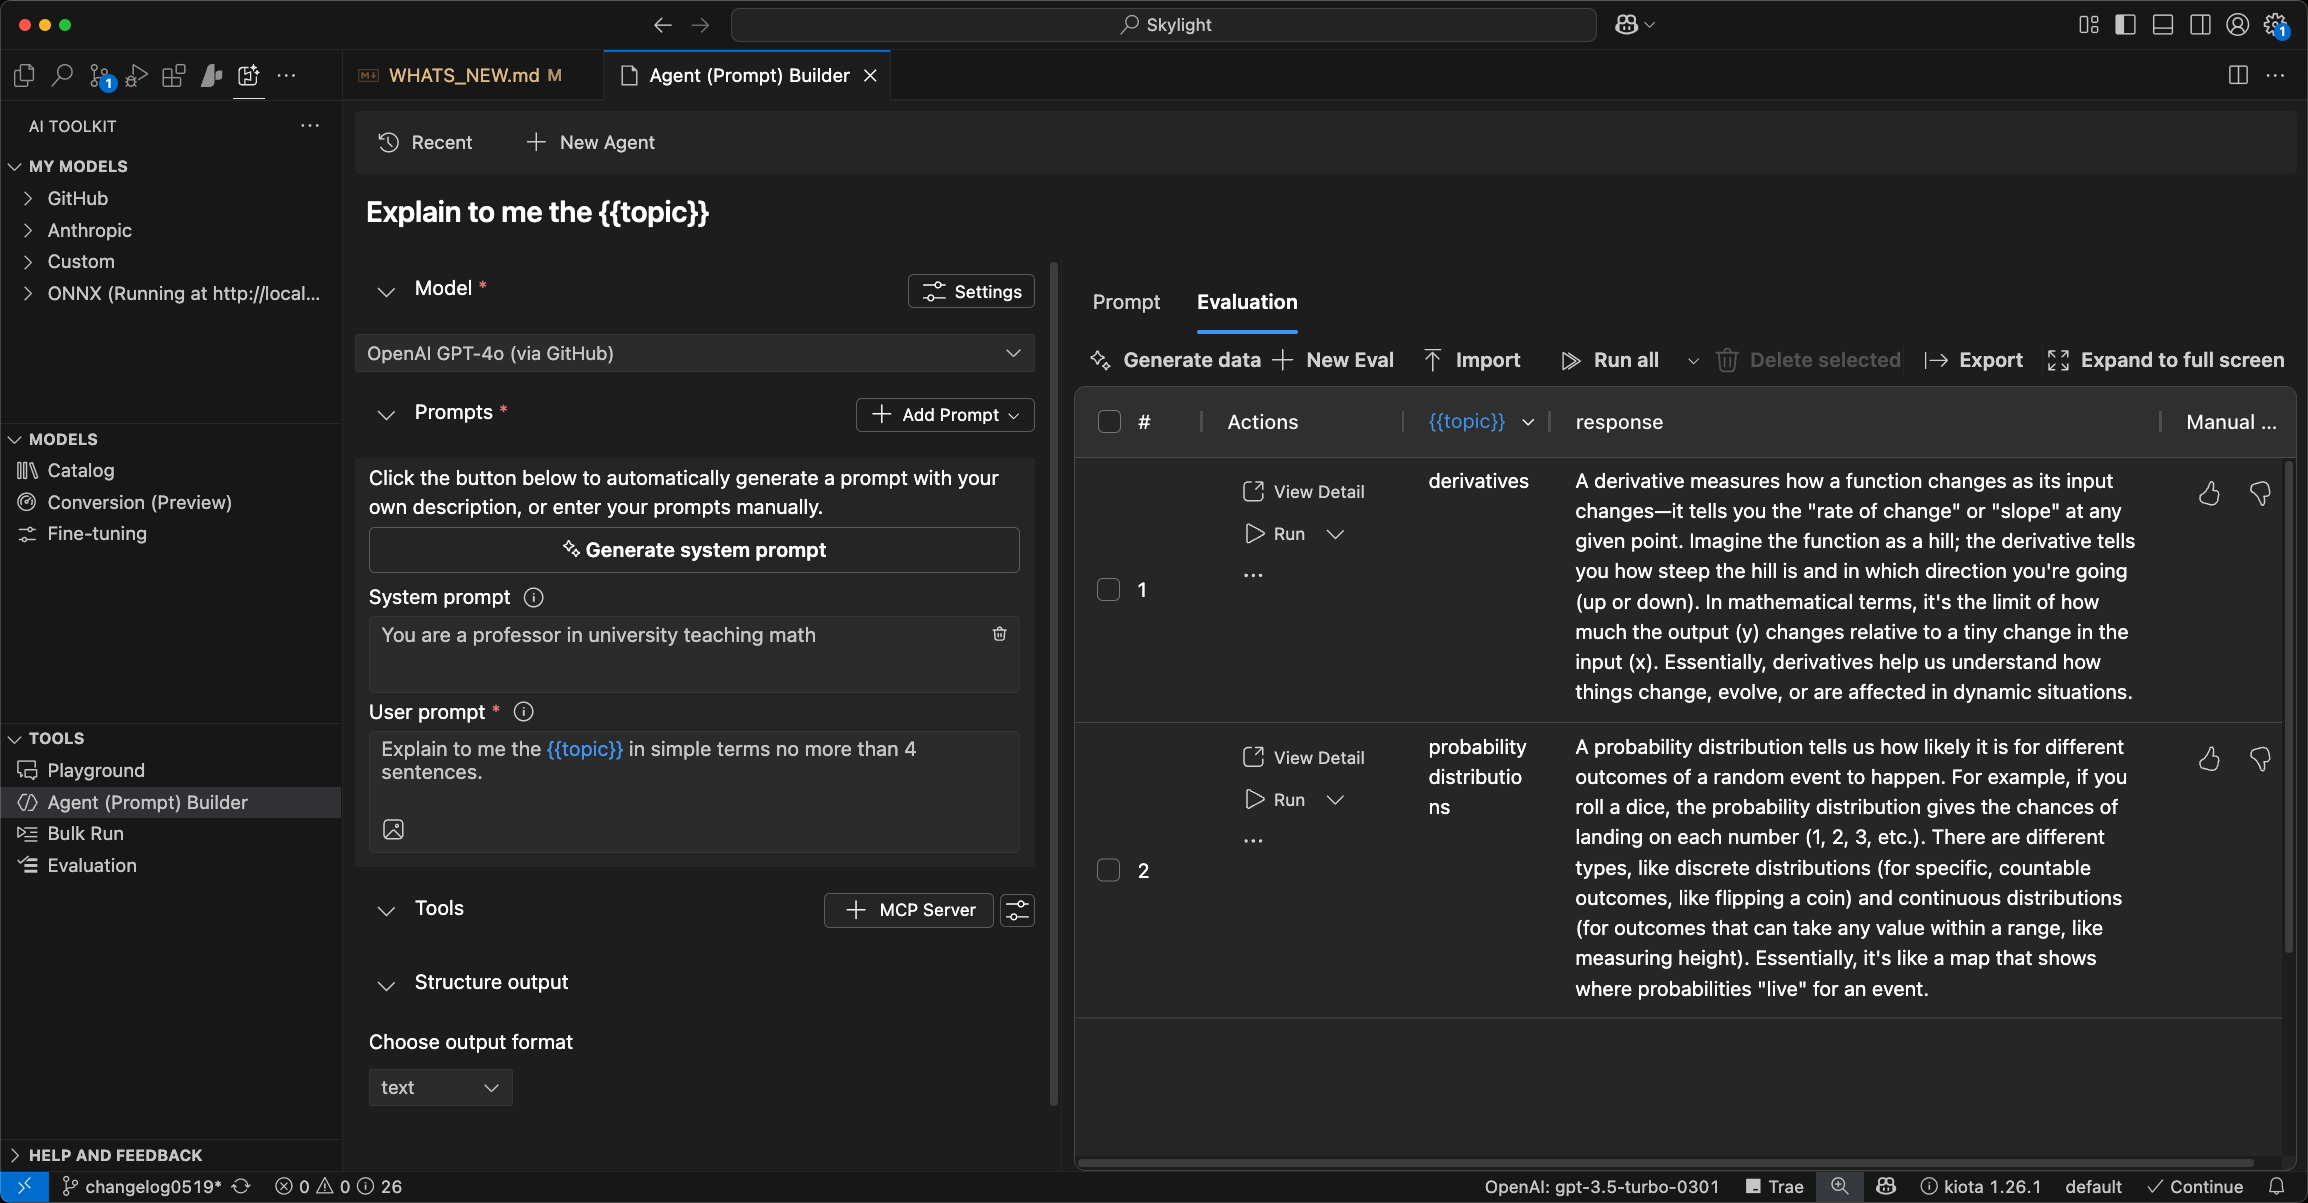 Skylight
1
1
WHATS_NEW.md M
Agent (Prompt) Builder
AI TOOLKIT
MY MODELS
GitHub
Anthropic
Custom
ONNX (Running at http://local...
MODELS
Catalog
Conversion (Preview)
Fine-tuning
TOOLS
Playground
Agent (Prompt) Builder
Bulk Run
Evaluation
HELP AND FEEDBACK
Recent
New Agent
Explain to me the {{topic}}
Model *
Settings
OpenAI GPT-4o (via GitHub)
Prompts *
Add Prompt
Click the button below to automatically generate a prompt with your
own description, or enter your prompts manually.
Generate system prompt
System prompt
You are a professor in university teaching math
User prompt *
Explain to me the {{topic}} in simple terms no more than 4
sentences.
Tools
MCP Server
Structure output
Choose output format
text
Prompt
Evaluation
Generate data
New Eval
Import
Run all
Delete selected
Export
Expand to full screen
#
Actions
{{topic}}
response
Manual ...
1
View Detail
Run
...
derivatives
A derivative measures how a function changes as its input
changes—it tells you the "rate of change" or "slope" at any
given point. Imagine the function as a hill; the derivative tells
you how steep the hill is and in which direction you're going
(up or down). In mathematical terms, it's the limit of how
much the output (y) changes relative to a tiny change in the
input (x). Essentially, derivatives help us understand how
things change, evolve, or are affected in dynamic situations.
2
View Detail
Run
...
probability
distributio
ns
A probability distribution tells us how likely it is for different
outcomes of a random event to happen. For example, if you
roll a dice, the probability distribution gives the chances of
landing on each number (1, 2, 3, etc.). There are different
types, like discrete distributions (for specific, countable
outcomes, like flipping a coin) and continuous distributions
(for outcomes that can take any value within a range, like
measuring height). Essentially, it's like a map that shows
where probabilities "live" for an event.
changelog0519*
0
0
26
OpenAI: gpt-3.5-turbo-0301
Trae
kiota 1.26.1
default
Continue